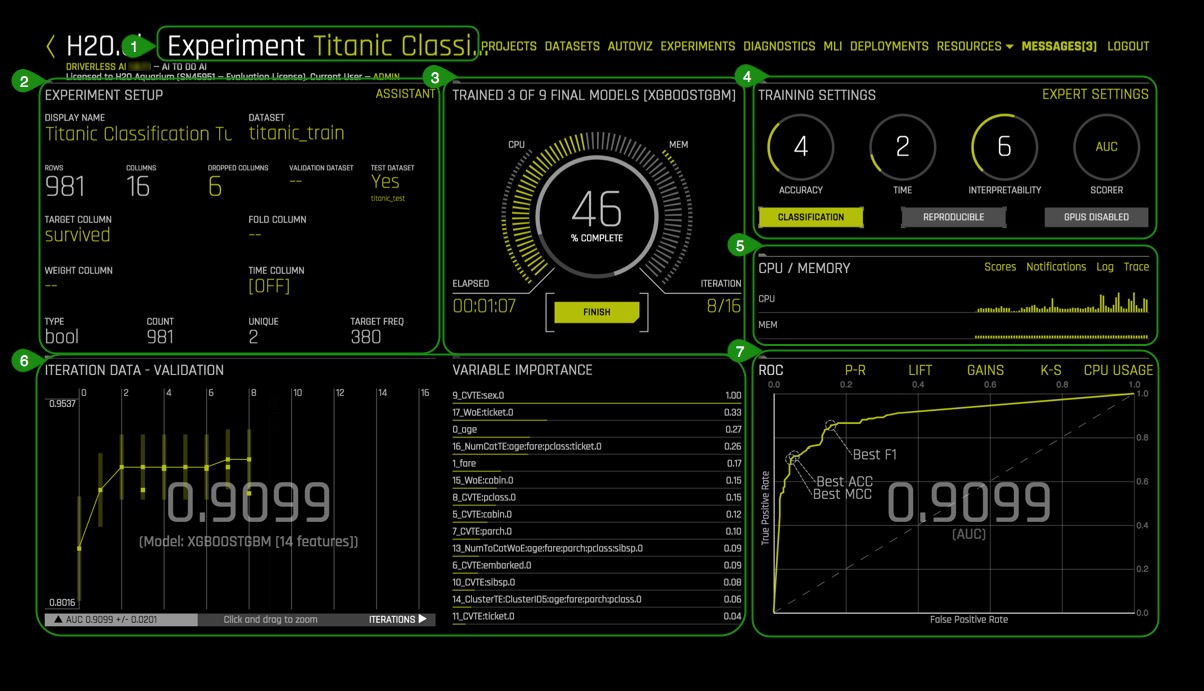 H2O.
1
Experiment Titanic Classi...
PROJECTS DATASETS AUTOVIZ EXPERIMENTS DIAGNOSTICS MLI DEPLOYMENTS RESOURCES MESSAGES[3] LOGOUT
DRIVERLESS AI — AI TO DO AI
Licensed to H2O Aquarium (SN45951 — Evaluation License). Current User — ADMIN
2
EXPERIMENT SETUP ASSISTANT
DISPLAY NAME DATASET
Titanic Classification Tu titanic_train
ROWS COLUMNS DROPPED COLUMNS VALIDATION DATASET TEST DATASET
981 16 6 -- Yes
titanic_test
TARGET COLUMN FOLD COLUMN
survived --
WEIGHT COLUMN TIME COLUMN
-- [OFF]
TYPE COUNT UNIQUE TARGET FREQ
bool 981 2 380
3
TRAINED 3 OF 9 FINAL MODELS [XGBOOSTGBM]
CPU MEM
46
% COMPLETE
ELAPSED ITERATION
00:01:07 8/16
FINISH
4
TRAINING SETTINGS EXPERT SETTINGS
4 2 6 AUC
ACCURACY TIME INTERPRETABILITY SCORER
CLASSIFICATION REPRODUCIBLE GPUS DISABLED
5
CPU / MEMORY Scores Notifications Log Trace
CPU
MEM
6
ITERATION DATA - VALIDATION
0 2 4 6 8 10 12 14 16
0.9537
0.9099
(Model: XGBOOSTGBM [14 features])
0.8016
AUC 0.9099 +/- 0.0201 Click and drag to zoom ITERATIONS
VARIABLE IMPORTANCE
9_CVTE:sex.0 1.00
17_WoE:ticket.0 0.33
0_age 0.27
16_NumCatTE:age:fare:pclass:ticket.0 0.26
1_fare 0.17
15_WoE:cabin.0 0.15
8_CVTE:pclass.0 0.15
5_CVTE:cabin.0 0.12
7_CVTE:parch.0 0.10
13_NumToCatWoE:age:fare:parch:pclass:sibsp.0 0.09
6_CVTE:embarked.0 0.09
10_CVTE:sibsp.0 0.08
14_ClusterTE:ClusterID5:age:fare:parch:pclass.0 0.06
11_CVTE:ticket.0 0.04
7
ROC P-R LIFT GAINS K-S CPU USAGE
0.0 0.2 0.4 0.6 0.8 1.0
1.0
0.8
Best F1
Best ACC
Best MCC
0.6
0.9099
(AUC)
0.4
0.2
0.0
True Positive Rate
False Positive Rate